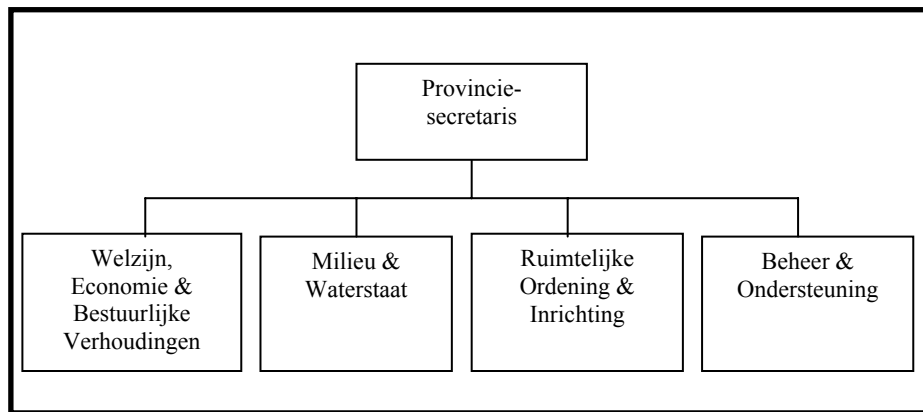 Provincie-
secretaris
Welzijn,
Economie &
Bestuurlijke
Verhoudingen
Milieu &
Waterstaat
Ruimtelijke
Ordening &
Inrichting
Beheer &
Ondersteuning